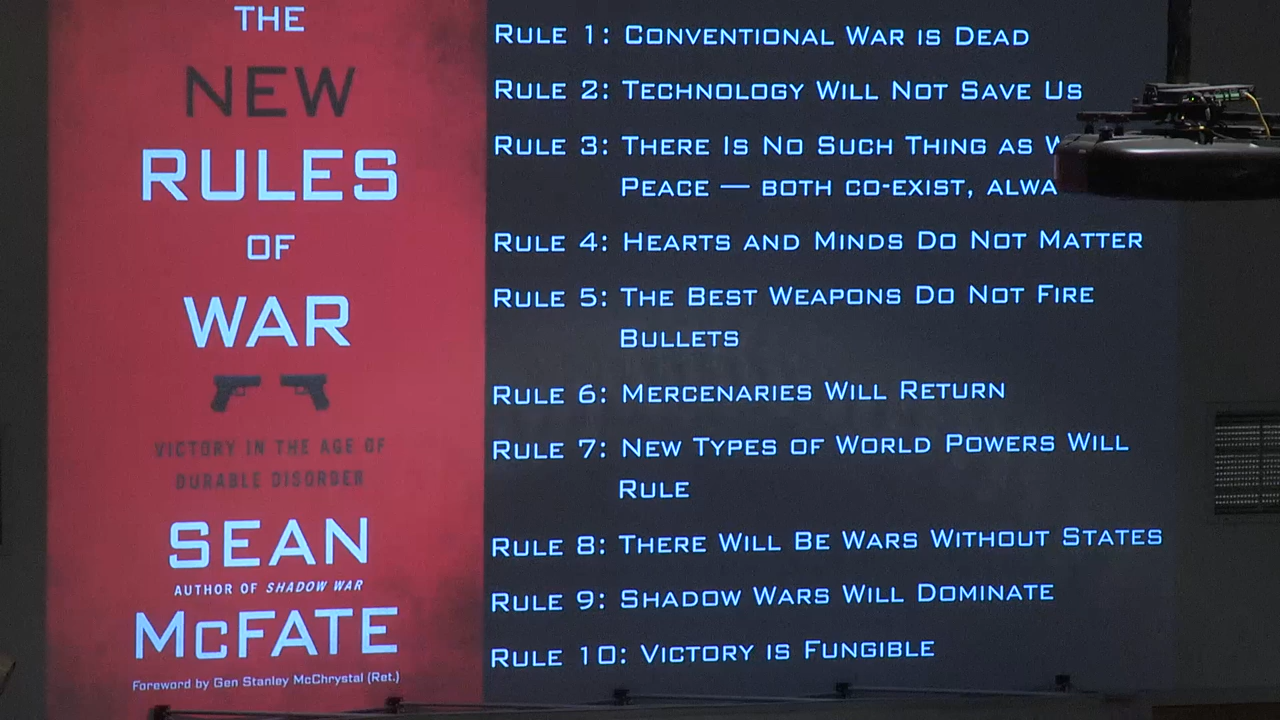 THE
NEW
RULES
OF
WAR
VICTORY IN THE AGE OF
DURABLE DISORDER
SEAN
AUTHOR OF SHADOW WAR
McFATE
Foreword by Gen Stanley McChrystal (Ret.)
RULE 1: CONVENTIONAL WAR IS DEAD
RULE 2: TECHNOLOGY WILL NOT SAVE US
RULE 3: THERE IS NO SUCH THING AS
PEACE — BOTH CO-EXIST,
RULE 4: HEARTS AND MINDS DO NOT MATTER
RULE 5: THE BEST WEAPONS DO NOT FIRE
BULLETS
RULE 6: MERCENARIES WILL RETURN
RULE 7: NEW TYPES OF WORLD POWERS WILL
RULE
RULE 8: THERE WILL BE WARS WITHOUT STATES
RULE 9: SHADOW WARS WILL DOMINATE
RULE 10: VICTORY IS FUNGIBLE